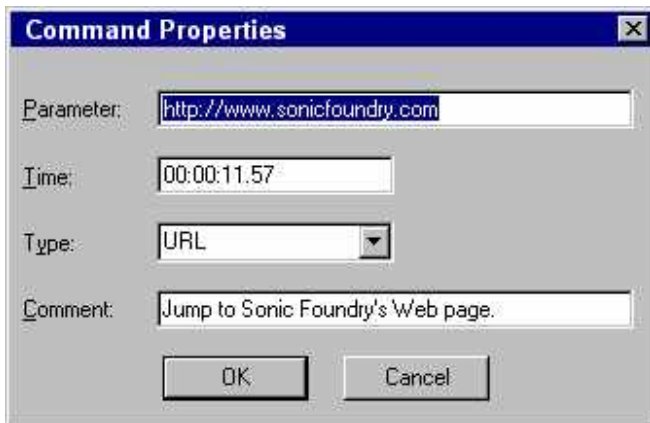 Command Properties
Parameter: http://www.sonicfoundry.com
Time: 00:00:11.57
Type: URL
Comment: Jump to Sonic Foundry's Web page.
OK Cancel